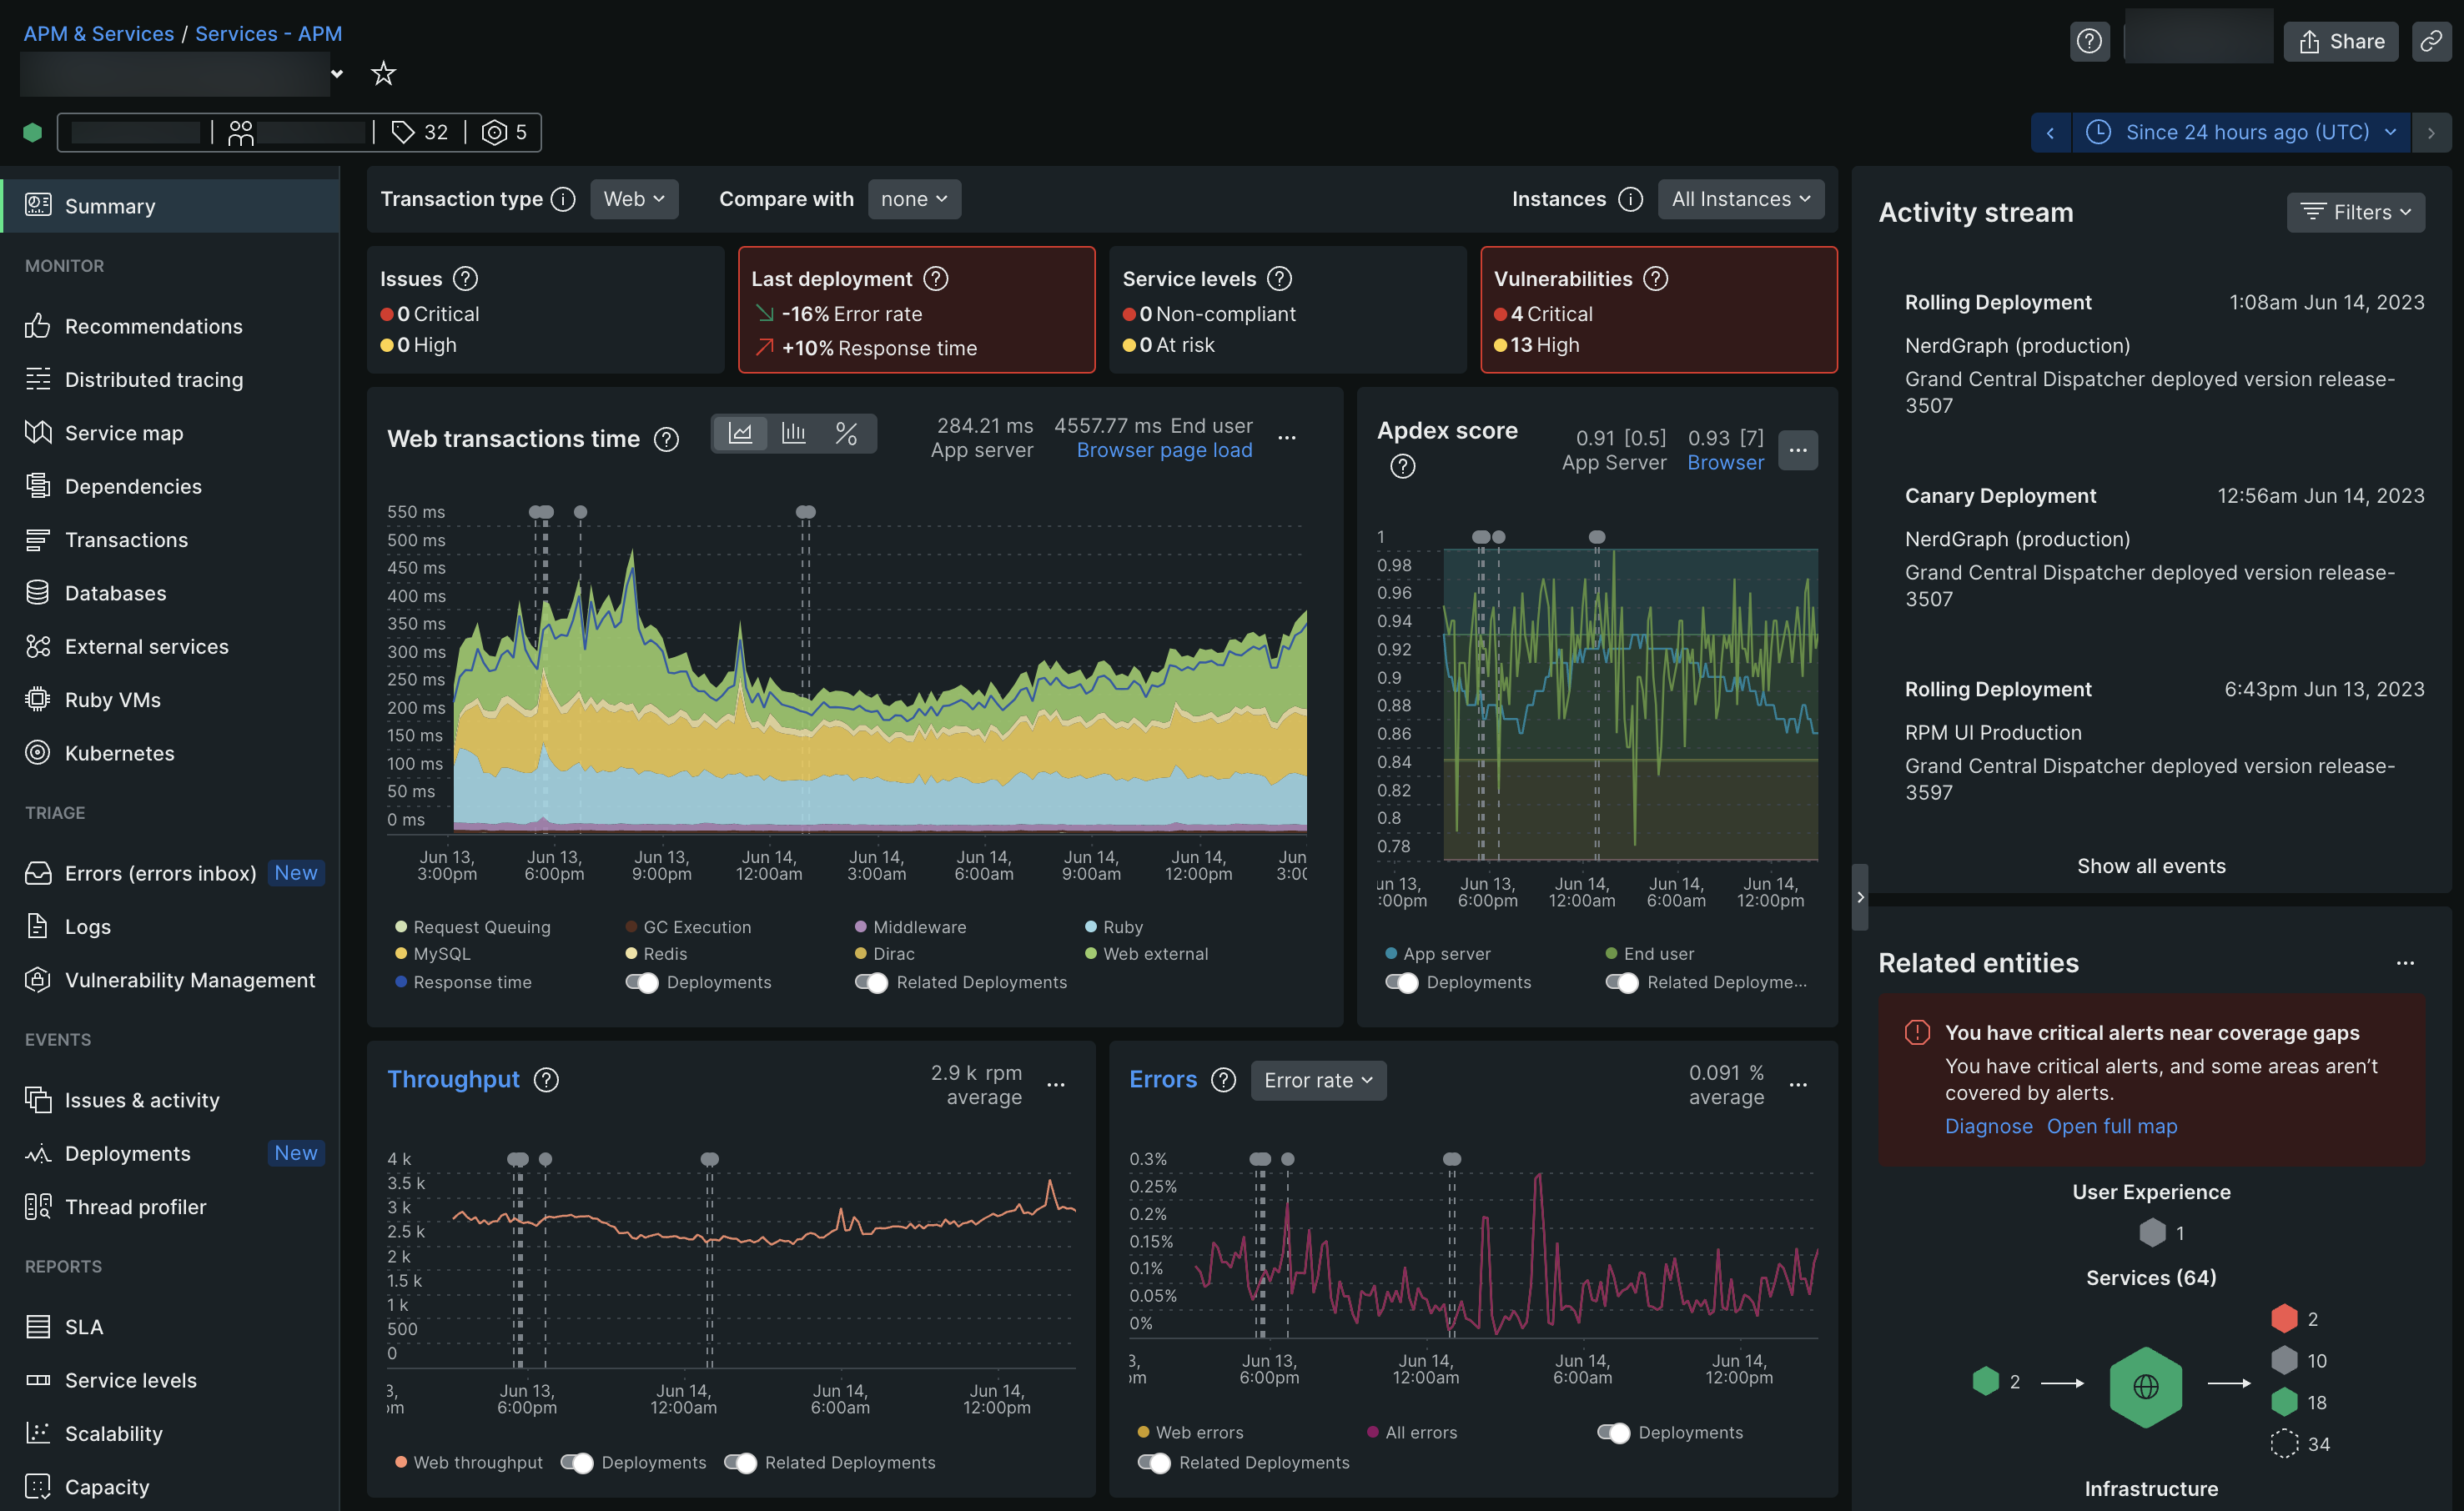 APM & Services / Services - APM
Share
32
5
Since 24 hours ago (UTC)
Summary
MONITOR
Recommendations
Distributed tracing
Service map
Dependencies
Transactions
Databases
External services
Ruby VMs
Kubernetes
TRIAGE
Errors (errors inbox) New
Logs
Vulnerability Management
EVENTS
Issues & activity
Deployments New
Thread profiler
REPORTS
SLA
Service levels
Scalability
Capacity
Transaction type Web
Compare with none
Instances All Instances
Issues
0 Critical
0 High
Last deployment
-16% Error rate
+10% Response time
Service levels
0 Non-compliant
0 At risk
Vulnerabilities
4 Critical
13 High
Web transactions time
%
284.21 ms
App server
4557.77 ms End user
Browser page load
550 ms
500 ms
450 ms
400 ms
350 ms
300 ms
250 ms
200 ms
150 ms
100 ms
50 ms
0 ms
Jun 13, 3:00pm
Jun 13, 6:00pm
Jun 13, 9:00pm
Jun 14, 12:00am
Jun 14, 3:00am
Jun 14, 6:00am
Jun 14, 9:00am
Jun 14, 12:00pm
Jun 3:00
Request Queuing
GC Execution
Middleware
Ruby
MySQL
Redis
Dirac
Web external
Response time
Deployments
Related Deployments
Apdex score
0.91 [0.5]
App Server
0.93 [7]
Browser
1
0.98
0.96
0.94
0.92
0.9
0.88
0.86
0.84
0.82
0.8
0.78
un 13, :00pm
Jun 13, 6:00pm
Jun 14, 12:00am
Jun 14, 6:00am
Jun 14, 12:00pm
App server
End user
Deployments
Related Deployme...
Throughput
2.9 k rpm
average
4 k
3.5 k
3 k
2.5 k
2 k
1.5 k
1 k
500
0
3, pm
Jun 13, 6:00pm
Jun 14, 12:00am
Jun 14, 6:00am
Jun 14, 12:00pm
Web throughput
Deployments
Related Deployments
Errors
Error rate
0.091 %
average
0.3%
0.25%
0.2%
0.15%
0.1%
0.05%
0%
3, pm
Jun 13, 6:00pm
Jun 14, 12:00am
Jun 14, 6:00am
Jun 14, 12:00pm
Web errors
All errors
Deployments
Related Deployments
Activity stream
Filters
Rolling Deployment 1:08am Jun 14, 2023
NerdGraph (production)
Grand Central Dispatcher deployed version release-
3507
Canary Deployment 12:56am Jun 14, 2023
NerdGraph (production)
Grand Central Dispatcher deployed version release-
3507
Rolling Deployment 6:43pm Jun 13, 2023
RPM UI Production
Grand Central Dispatcher deployed version release-
3597
Show all events
Related entities
You have critical alerts near coverage gaps
You have critical alerts, and some areas aren’t
covered by alerts.
Diagnose Open full map
User Experience
1
Services (64)
2
2
10
18
34
Infrastructure